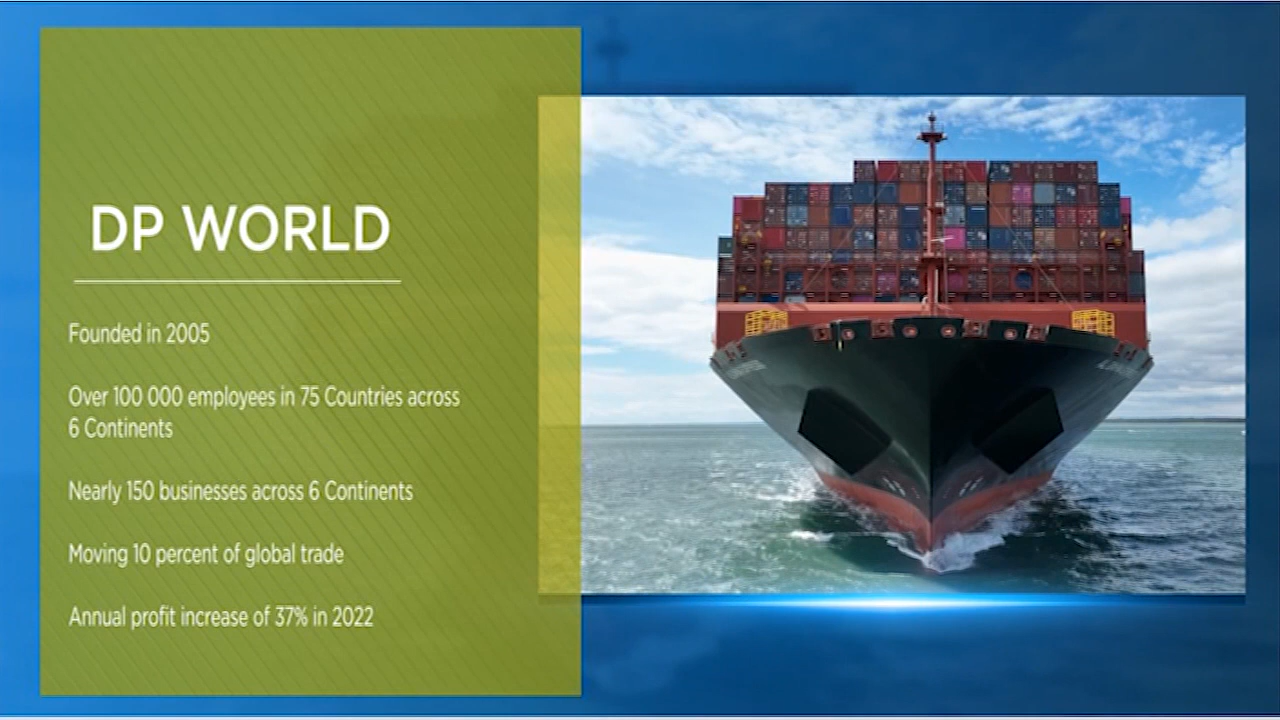 DP WORLD
Founded in 2005
Over 100 000 employees in 75 Countries across
6 Continents
Nearly 150 businesses across 6 Continents
Moving 10 percent of global trade
Annual profit increase of 37% in 2022